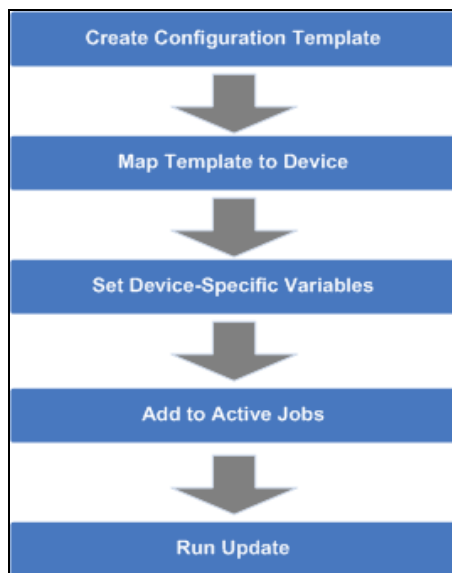 Create Configuration Template
Map Template to Device
Set Device-Specific Variables
Add to Active Jobs
Run Update